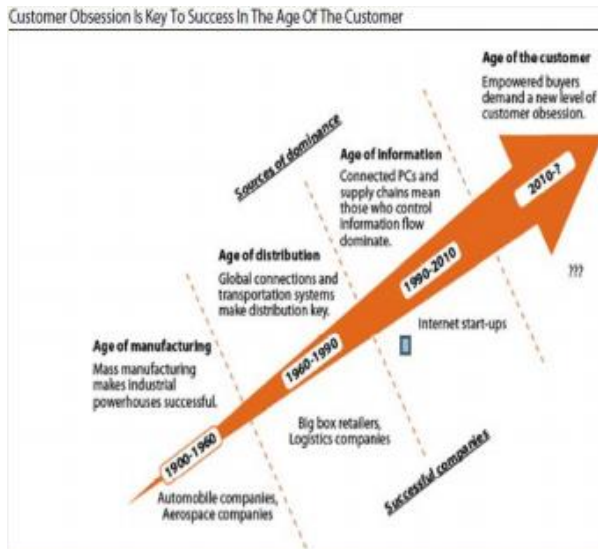 Customer Obsession Is Key To Success In The Age Of The Customer
Age of the customer
Empowered buyers
demand a new level of
customer obsession.
Sources of dominance
Age of information
Connected PCs and
supply chains mean
those who control
information flow
dominate.
2010-?
Age of distribution
Global connections and
transportation systems
make distribution key.
1990-2010
???
Internet start-ups
Age of manufacturing
Mass manufacturing
makes industrial
powerhouses successful.
1960-1990
Big box retailers,
Logistics companies
1900-1960
Successful companies
Automobile companies,
Aerospace companies